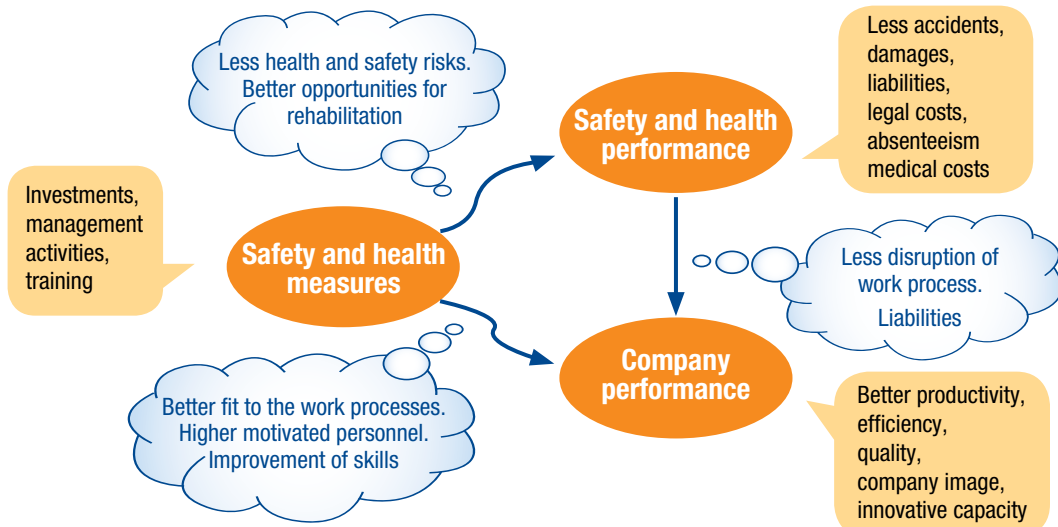 Less health and safety risks.
Better opportunities for
rehabilitation
Safety and health
performance
Less accidents,
damages,
liabilities,
legal costs,
absenteeism
medical costs
Investments,
management
activities,
training
Safety and health
measures
Less disruption of
work process.
Liabilities
Better fit to the work processes.
Higher motivated personnel.
Improvement of skills
Company
performance
Better productivity,
efficiency,
quality,
company image,
innovative capacity